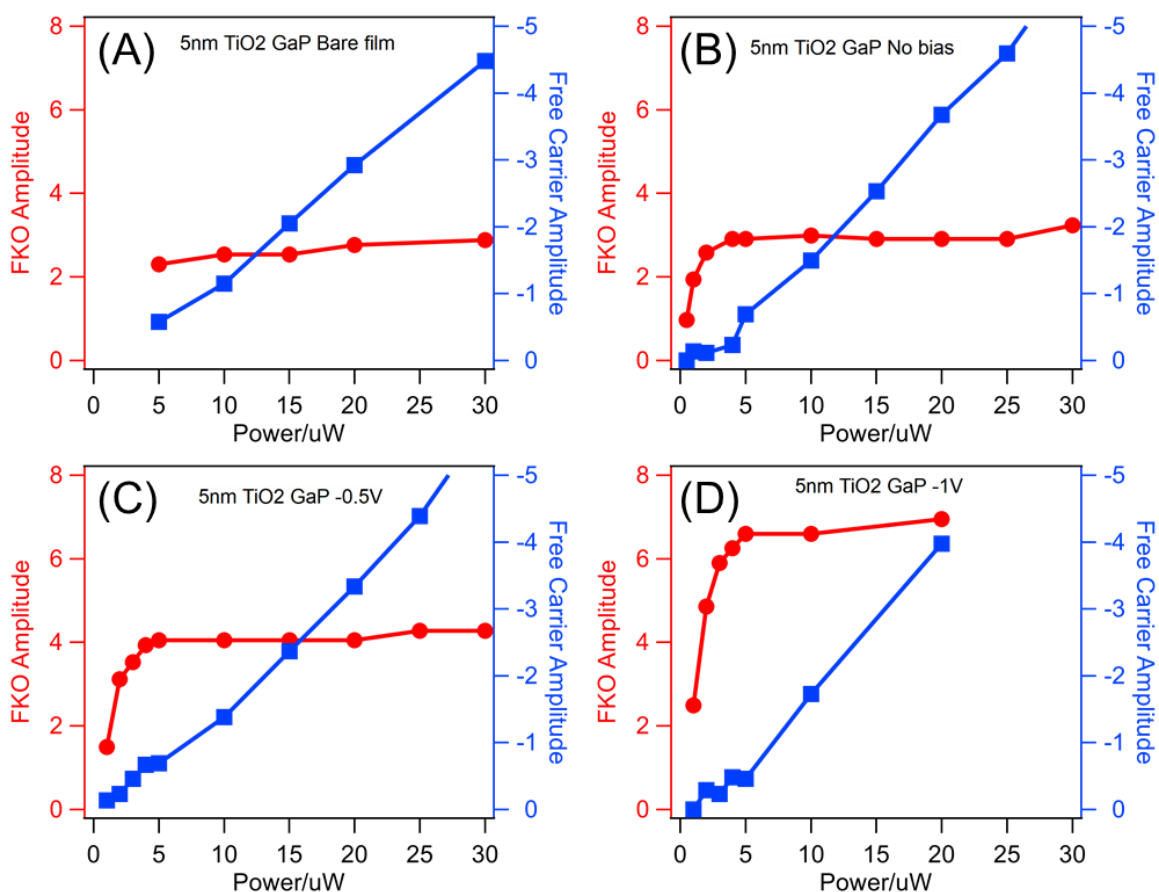 (A)
5nm TiO2 GaP Bare film
FKO Amplitude
8
6
4
2
0
Free Carrier Amplitude
-5
-4
-3
-2
-1
0
0 5 10 15 20 25 30
Power/uW
(B)
5nm TiO2 GaP No bias
FKO Amplitude
8
6
4
2
0
Free Carrier Amplitude
-5
-4
-3
-2
-1
0
0 5 10 15 20 25 30
Power/uW
(C)
5nm TiO2 GaP -0.5V
FKO Amplitude
8
6
4
2
0
Free Carrier Amplitude
-5
-4
-3
-2
-1
0
0 5 10 15 20 25 30
Power/uW
(D)
5nm TiO2 GaP -1V
FKO Amplitude
8
6
4
2
0
Free Carrier Amplitude
-5
-4
-3
-2
-1
0
0 5 10 15 20 25 30
Power/uW